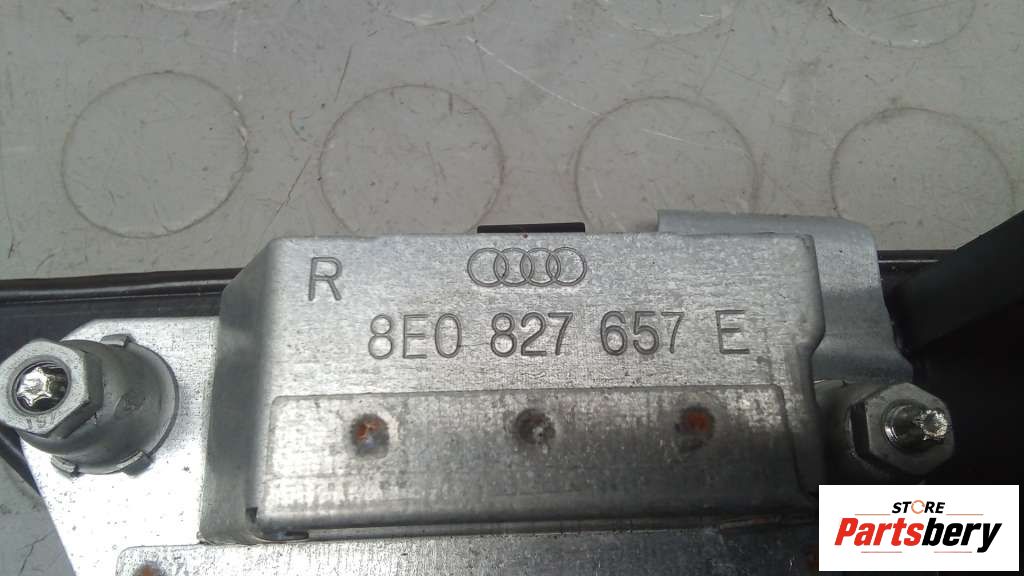 R
8E0 827 657 E
STORE
Partsbery